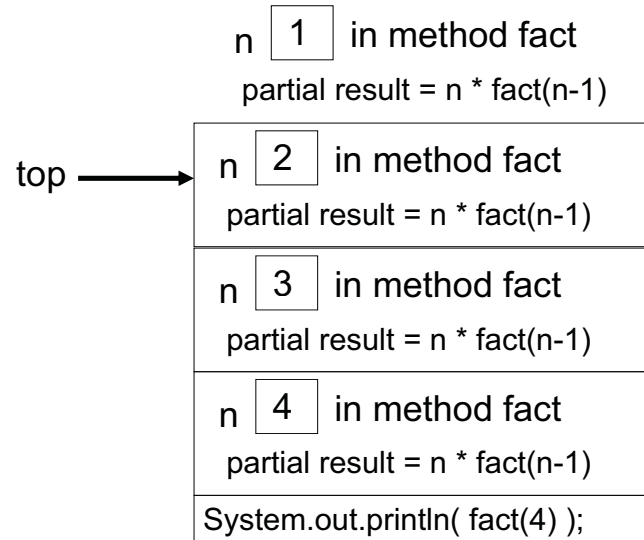 n 1 in method fact
partial result = n * fact(n-1)
top
n 2 in method fact
partial result = n * fact(n-1)
n 3 in method fact
partial result = n * fact(n-1)
n 4 in method fact
partial result = n * fact(n-1)
System.out.println( fact(4) );